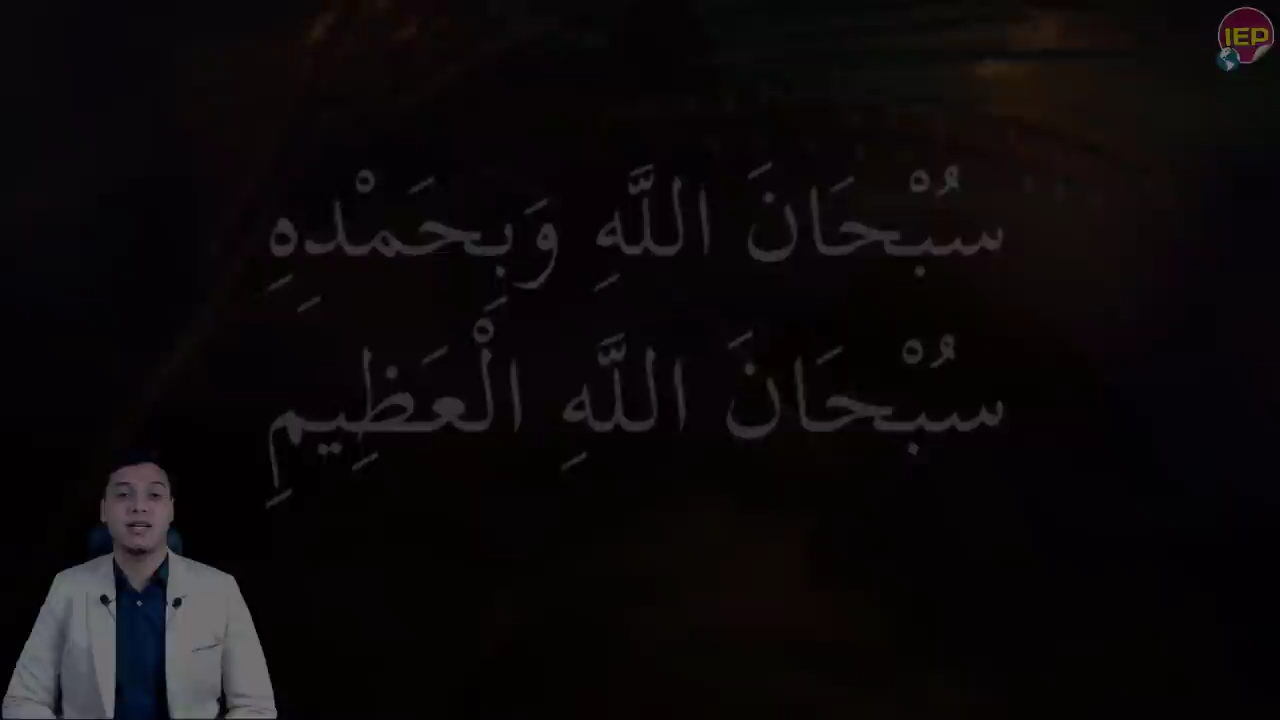 IEP
سُبْحَانَ اللَّهِ وَبِحَمْدِهِ
سُبْحَانَ اللَّهِ الْعَظِيمِ